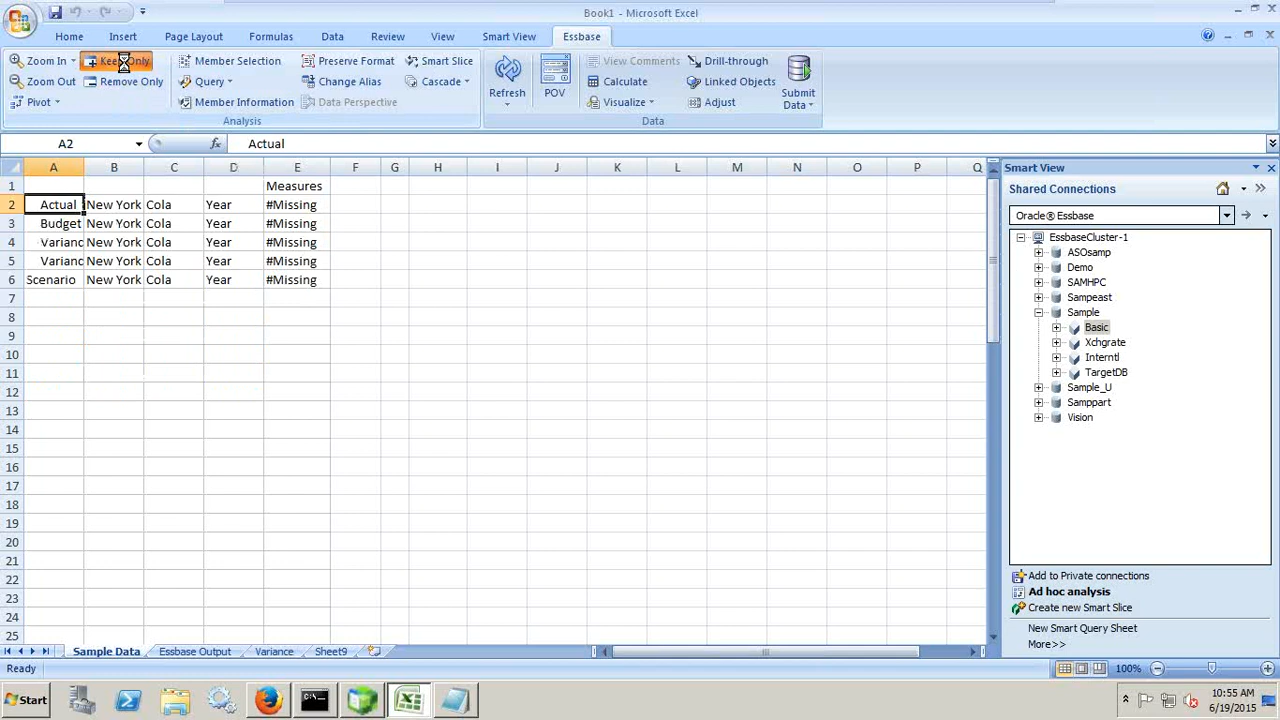 Book1 - Microsoft Excel
Home Insert Page Layout Formulas Data Review View Smart View Essbase
Zoom In Keep Only Member Selection Preserve Format Smart Slice View Comments Drill-through
Zoom Out Remove Only Query Change Alias Cascade Refresh POV Calculate Linked Objects Submit Data
Pivot Member Information Data Perspective Visualize Adjust
Analysis Data
A2 Actual
A B C D E F G H I J K L M N O P Q
1 Measures
2 Actual New York Cola Year #Missing
3 Budget New York Cola Year #Missing
4 Varianc New York Cola Year #Missing
5 Varianc New York Cola Year #Missing
6 Scenario New York Cola Year #Missing
7
8
9
10
11
12
13
14
15
16
17
18
19
20
21
22
23
24
25
Smart View
Shared Connections
Oracle® Essbase
EssbaseCluster-1
ASOsamp
Demo
SAMHPC
Sampeast
Sample
Basic
Xchgrate
Interntl
TargetDB
Sample_U
Samppart
Vision
Add to Private connections
Ad hoc analysis
Create new Smart Slice
New Smart Query Sheet
More>>
Sample Data Essbase Output Variance Sheet9
Ready 100%
Start 10:55 AM
6/19/2015